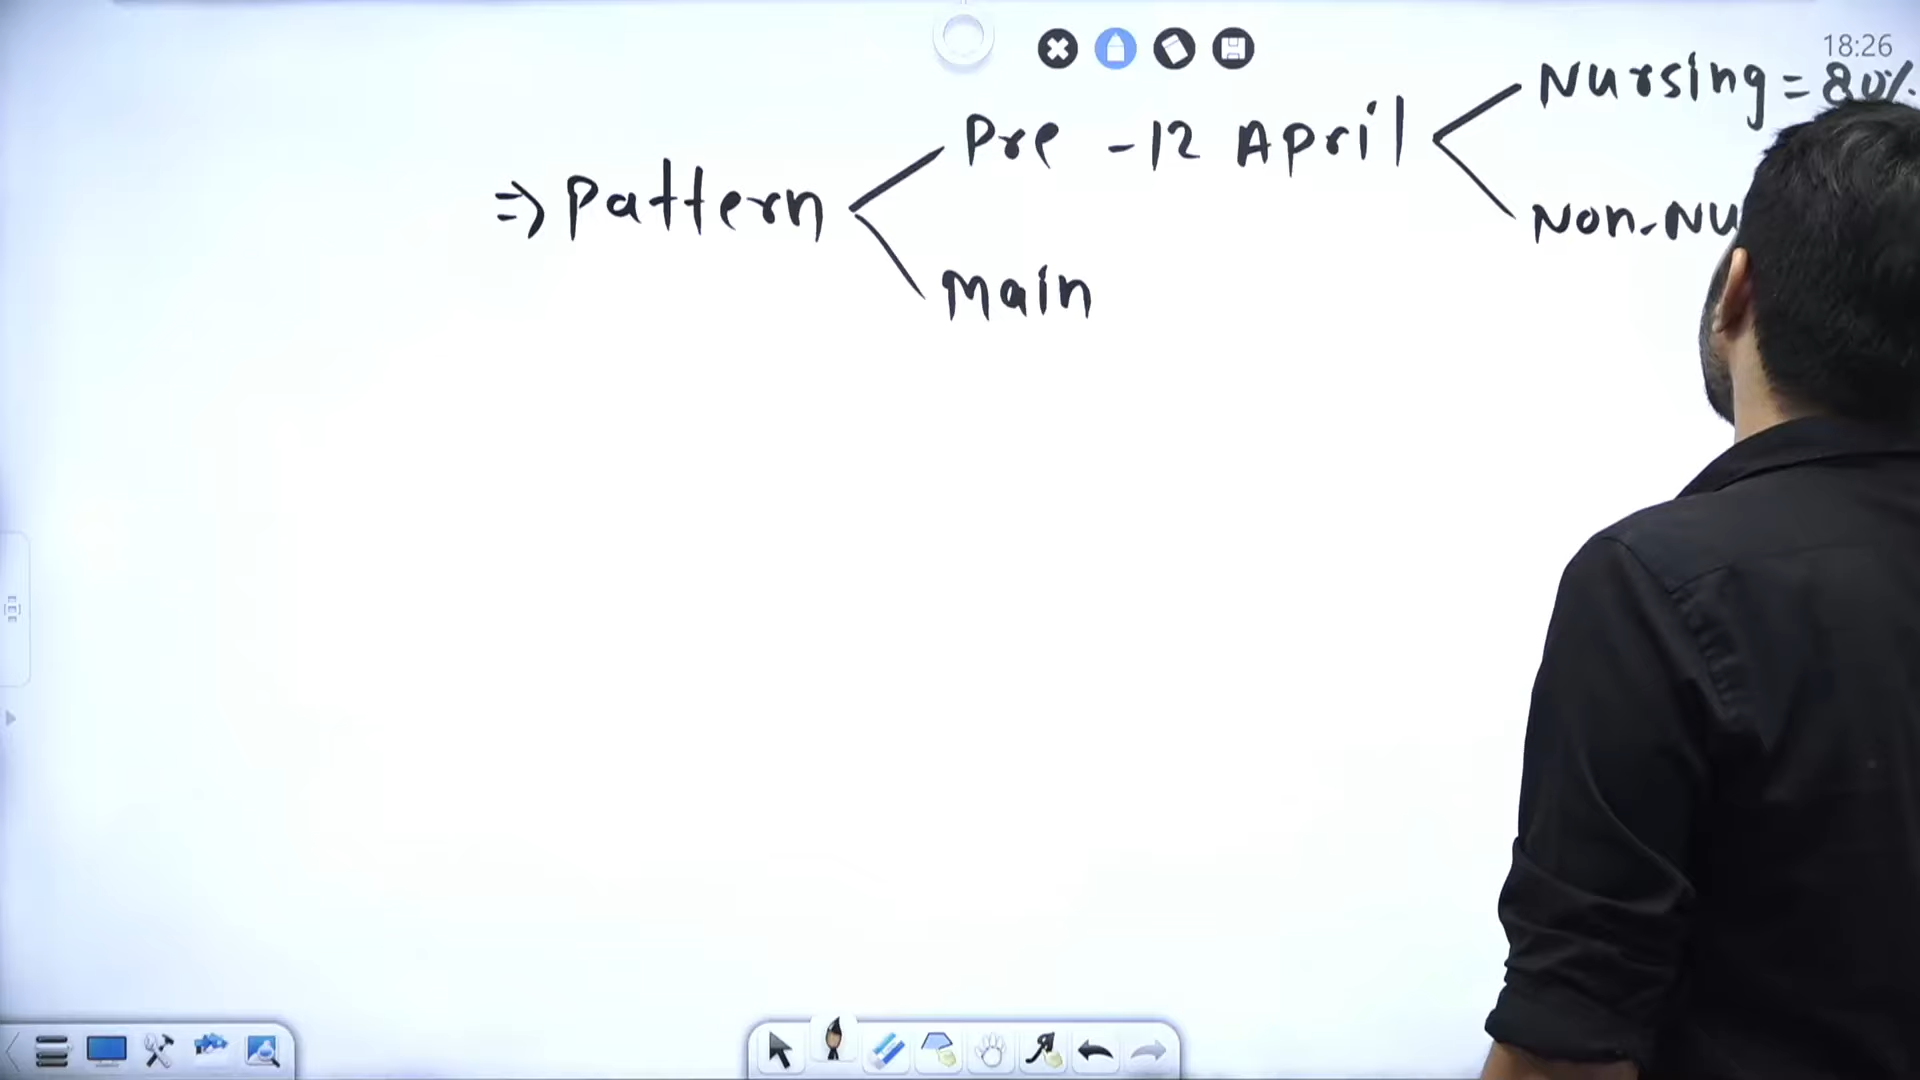 18:26
Nursing = 80%
Pre - 12 April
Non-Nu
⇒ Pattern
Main